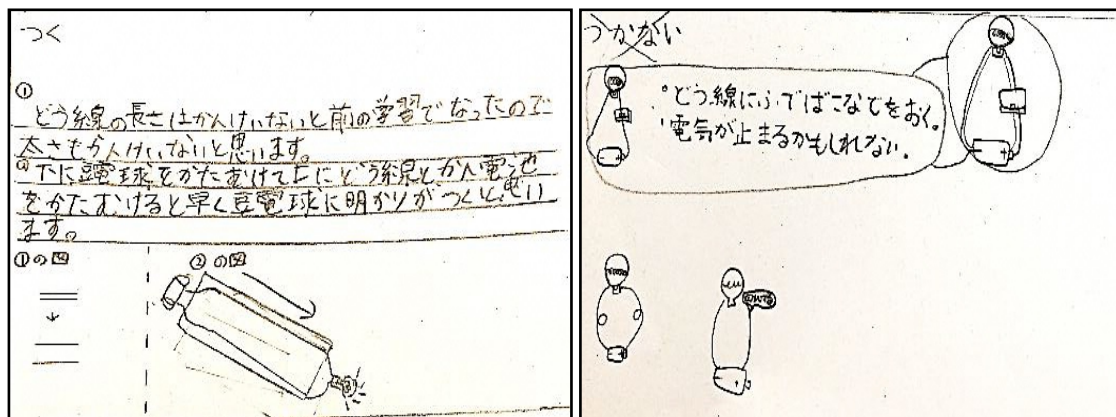 つく
①
どう線の長さはかんけいないと前の学習でなったので
太さもかんけいないと思います。
②下に豆電球をかたむけて上にどう線とかん電池
をかたむけると早く豆電球に明かりがつくと思い
ます。
①の図
②の図
つかない
・どう線にふでばこなどをおく。
電気が止まるかもしれない。